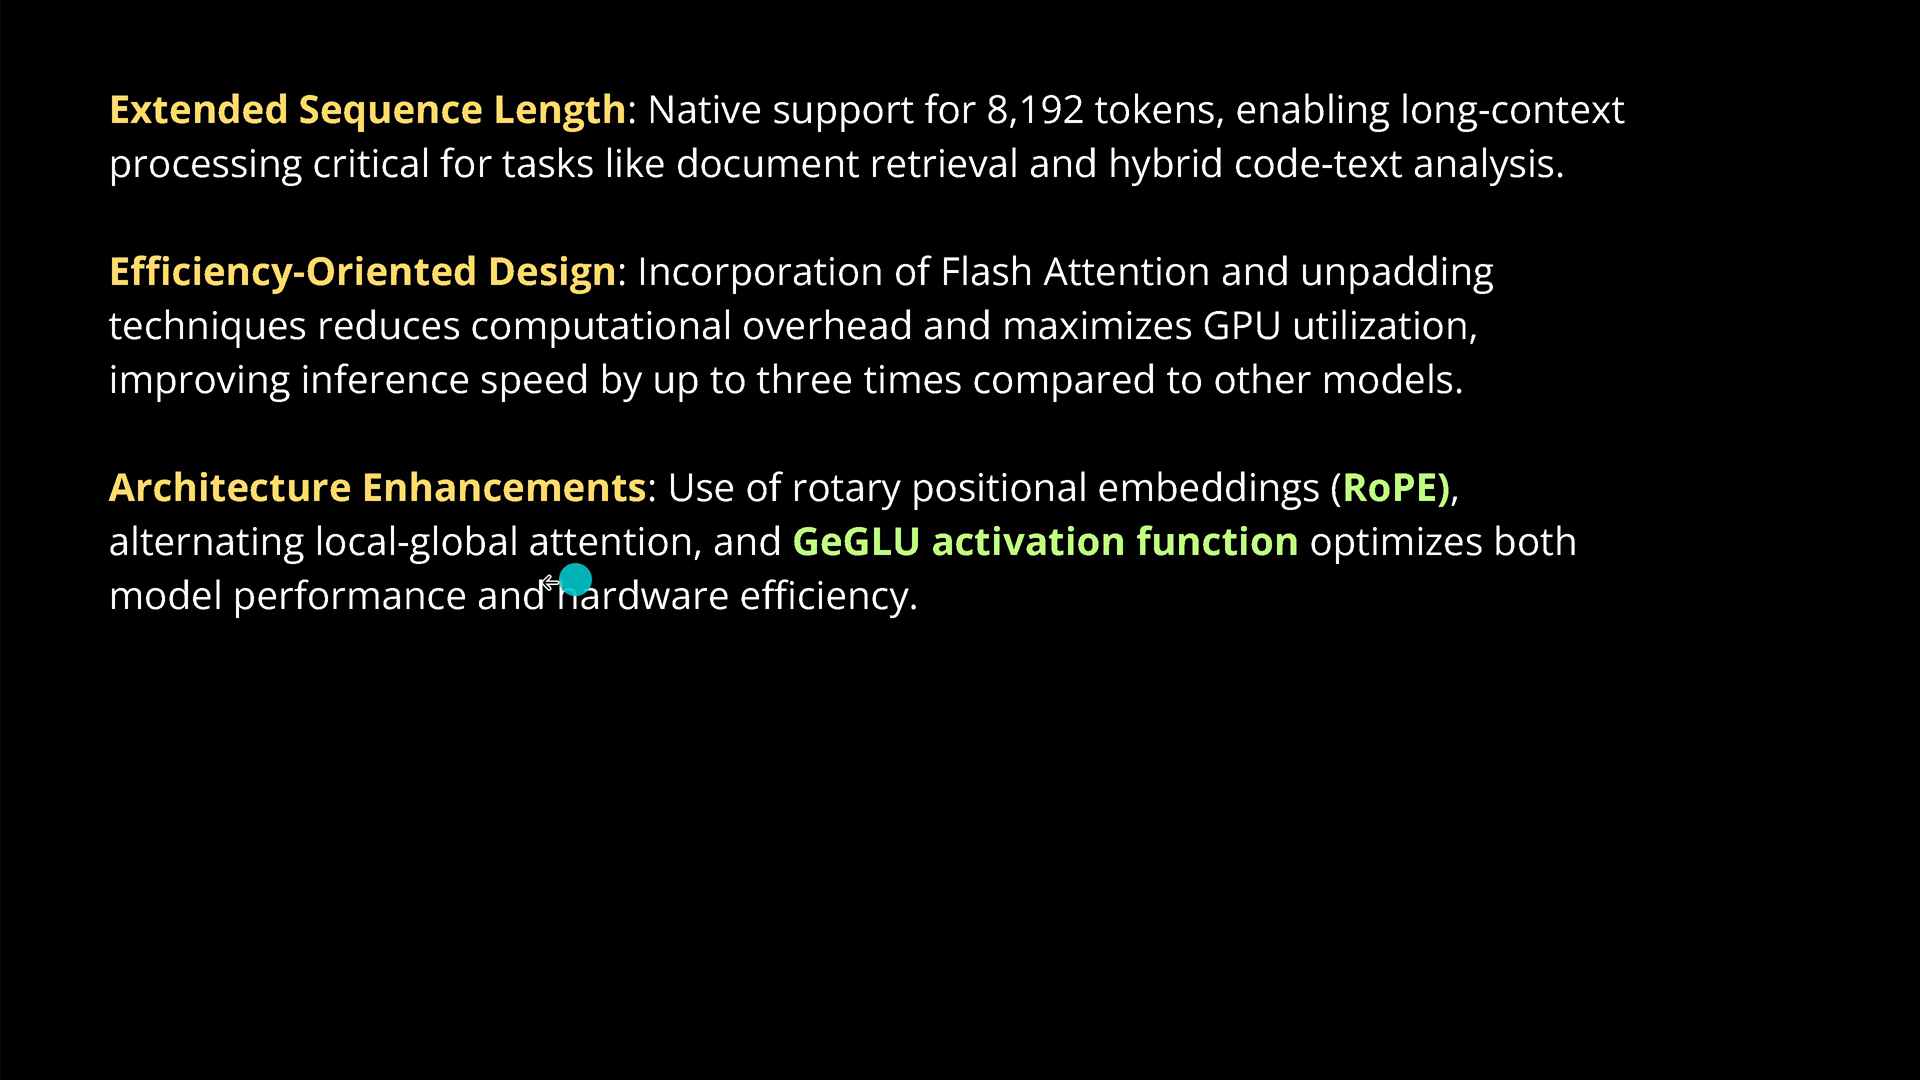 Extended Sequence Length: Native support for 8,192 tokens, enabling long-context
processing critical for tasks like document retrieval and hybrid code-text analysis.
Efficiency-Oriented Design: Incorporation of Flash Attention and unpadding
techniques reduces computational overhead and maximizes GPU utilization,
improving inference speed by up to three times compared to other models.
Architecture Enhancements: Use of rotary positional embeddings (RoPE),
alternating local-global attention, and GeGLU activation function optimizes both
model performance and hardware efficiency.